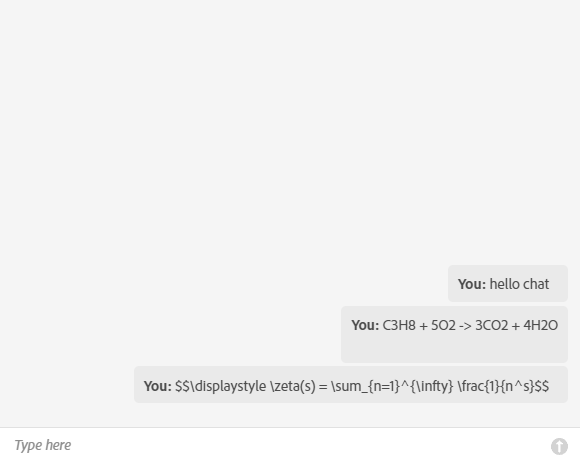 You: hello chat
You: C3H8 + 5O2 -> 3CO2 + 4H2O
You: $$\displaystyle \zeta(s) = \sum_{n=1}^{\infty} \frac{1}{n^s}$$
Type here